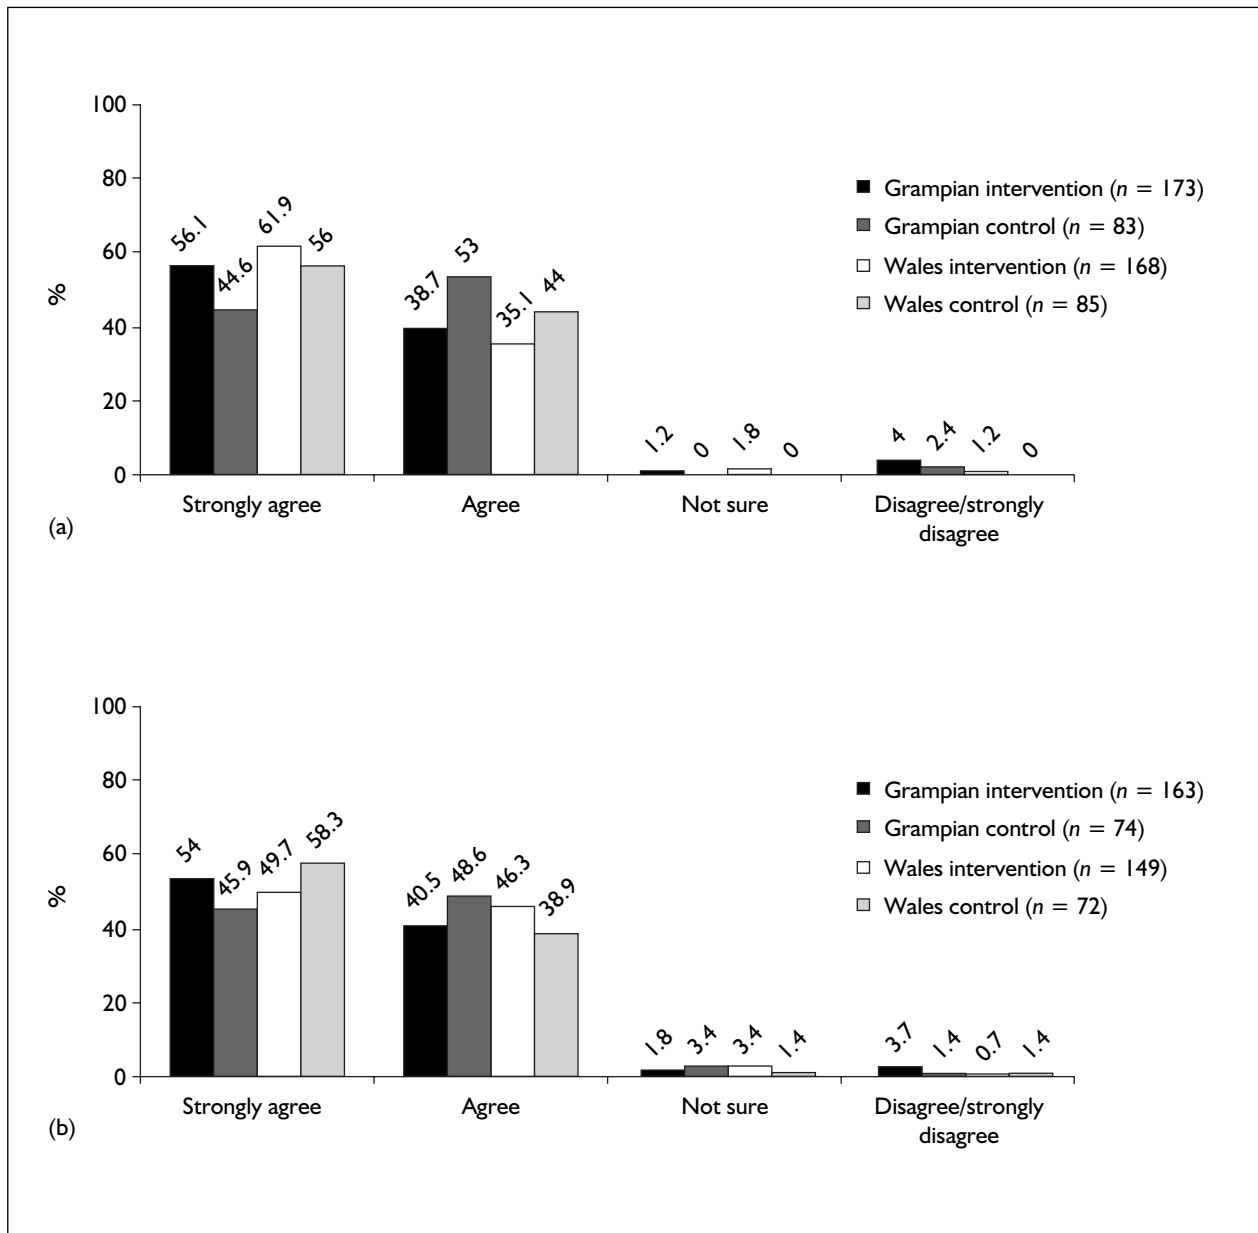 100
80
60
40
20
0
%
56.1
44.6
61.9
56
38.7
53
35.1
44
1.2
0
1.8
0
4
2.4
1.2
0
Strongly agree
Agree
Not sure
Disagree/strongly
disagree
Grampian intervention (n = 173)
Grampian control (n = 83)
Wales intervention (n = 168)
Wales control (n = 85)
(a)
100
80
60
40
20
0
%
54
45.9
49.7
58.3
40.5
48.6
46.3
38.9
1.8
3.4
3.4
1.4
3.7
1.4
0.7
1.4
Strongly agree
Agree
Not sure
Disagree/strongly
disagree
Grampian intervention (n = 163)
Grampian control (n = 74)
Wales intervention (n = 149)
Wales control (n = 72)
(b)